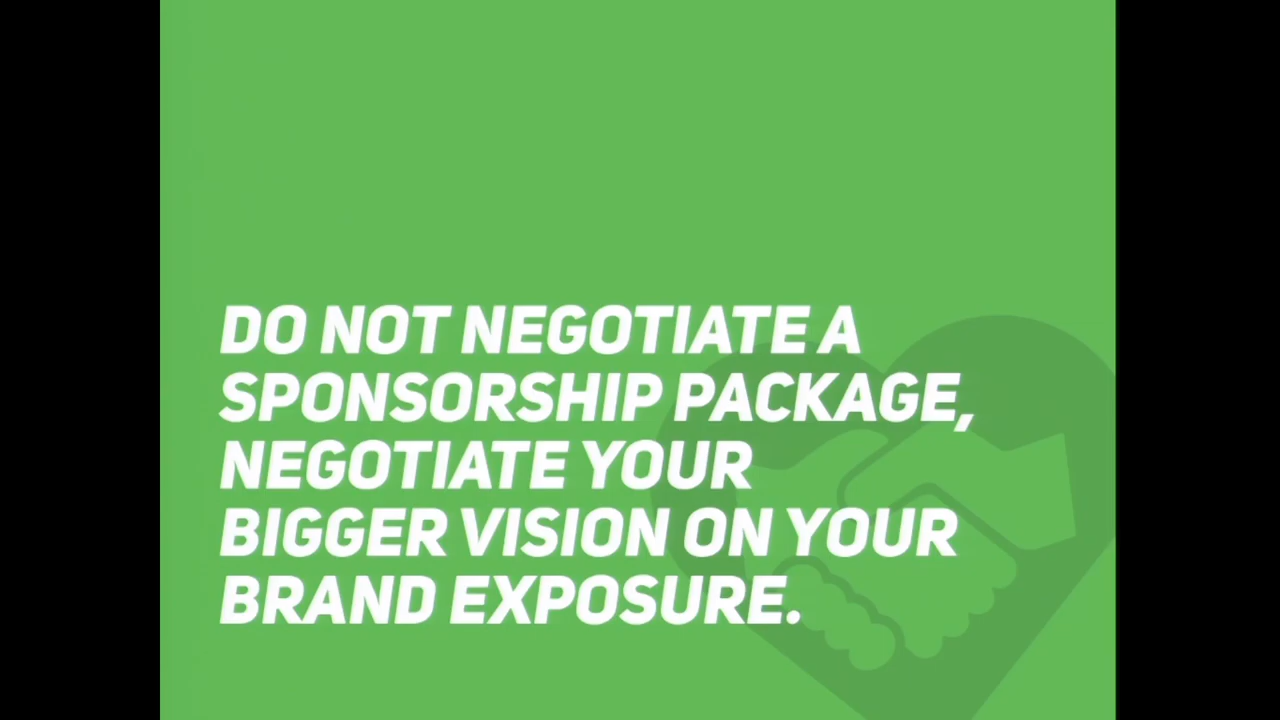 DO NOT NEGOTIATE A
SPONSORSHIP PACKAGE,
NEGOTIATE YOUR
BIGGER VISION ON YOUR
BRAND EXPOSURE.